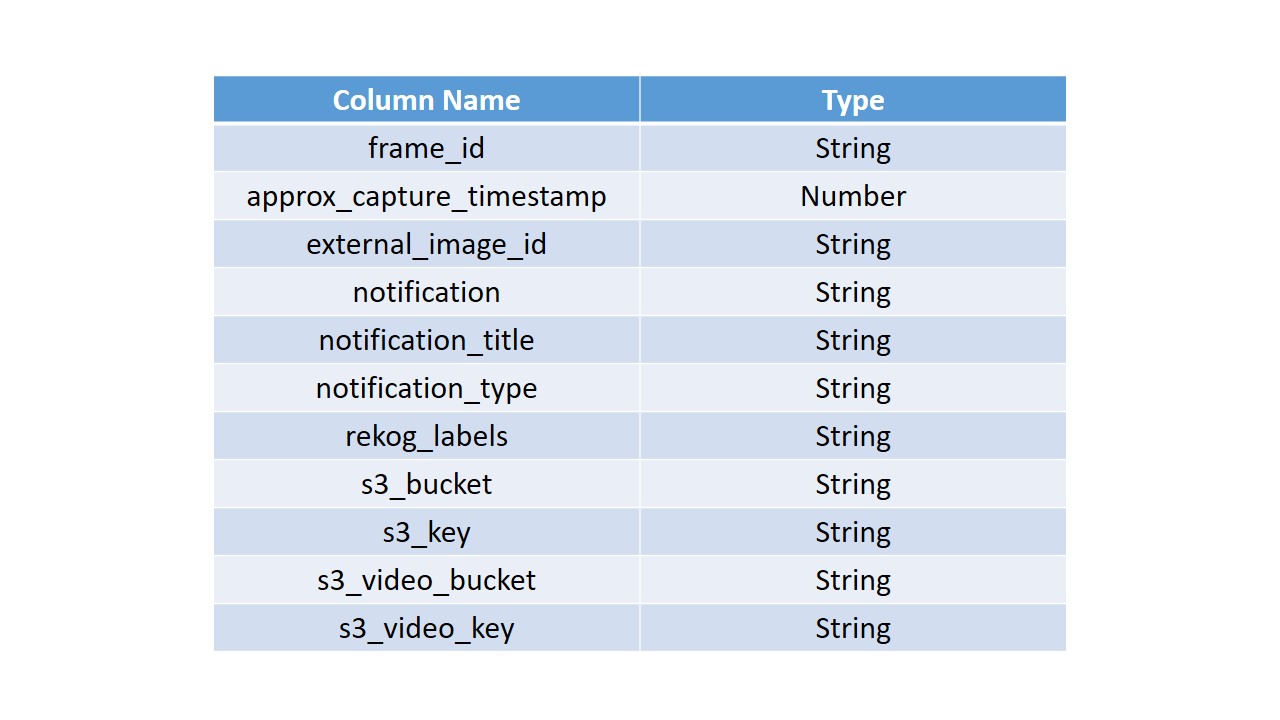 Column Name Type
frame_id String
approx_capture_timestamp Number
external_image_id String
notification String
notification_title String
notification_type String
rekog_labels String
s3_bucket String
s3_key String
s3_video_bucket String
s3_video_key String